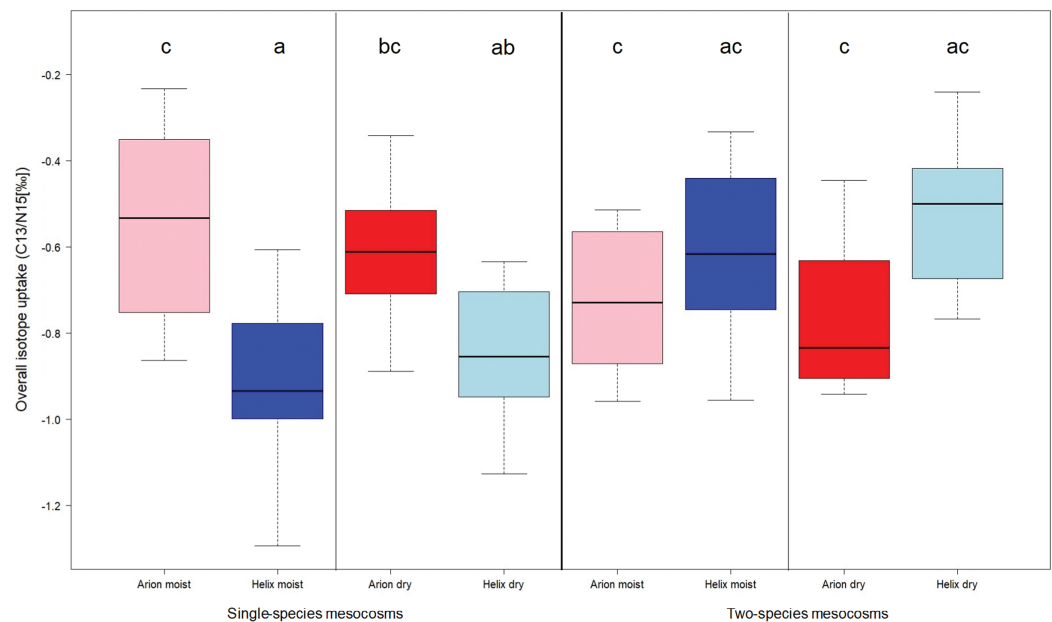 c a bc ab c ac c ac
Overall isotope uptake (C13/N15[‰])
-0.2
-0.4
-0.6
-0.8
-1.0
-1.2
Arion moist Helix moist Arion dry Helix dry Arion moist Helix moist Arion dry Helix dry
Single-species mesocosms Two-species mesocosms